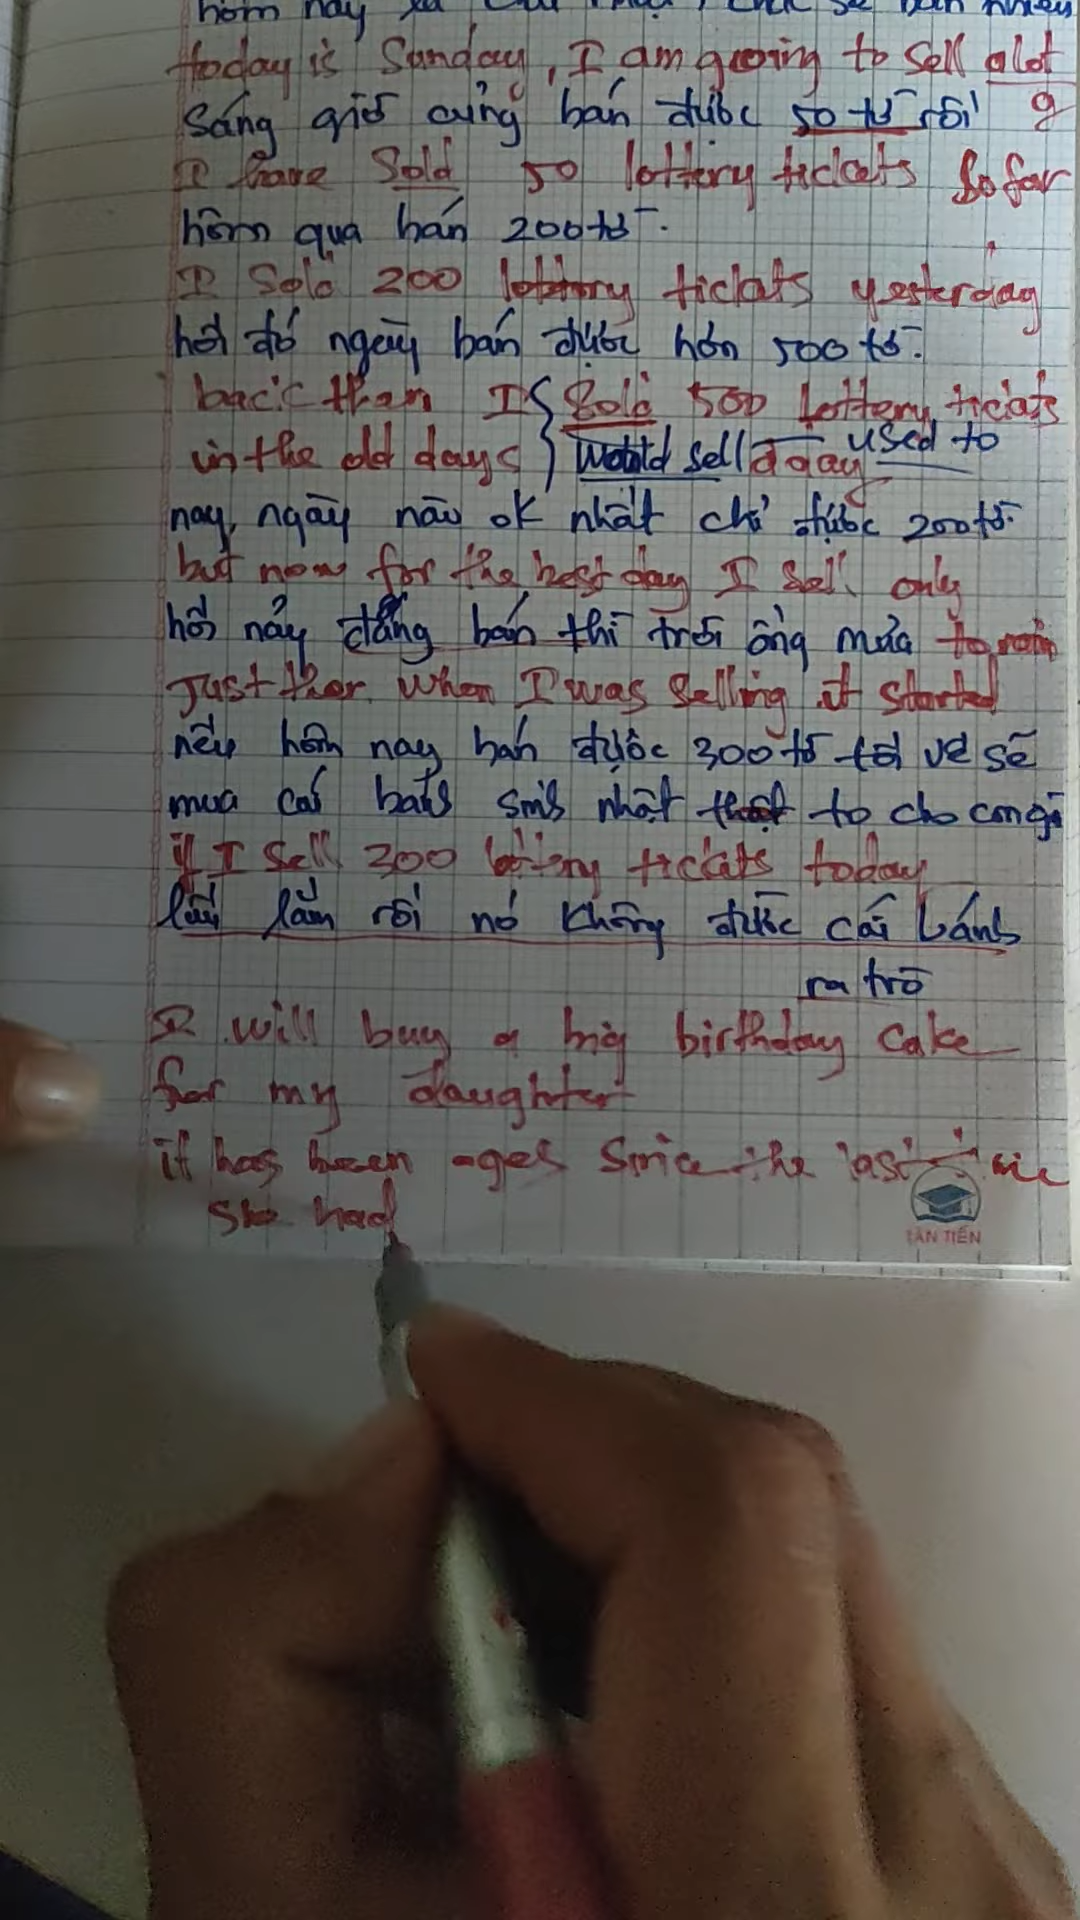 hôm nay
today is Sunday, I am going to sell a lot
Sáng giờ cũng bán được 50 tờ rồi
I have Sold 50 lottery tickets So far
hôm qua bán 200 tờ.
I Sold 200 lottery tickets yesterday
hồi đó ngày bán được hơn 500 tờ.
back then I Sold 500 lottery tickets
in the old days would sell a day used to
nay, ngày nào ok nhất chỉ được 200 tờ.
but now for the best day I Sell only
hồi nảy đang bán thì trời ông mưa to rain
Just then when I was Selling it started
nếu hôm nay bán được 300 tờ tối về sẽ
mua cái bánh sinh nhật to cho con gái
if I Sell 300 lottery tickets today
lâu lắm rồi nó không được cái bánh
ra trò
I will buy a big birthday Cake
for my daughter
it has been ages Since the last time
She had
TÂN TIẾN